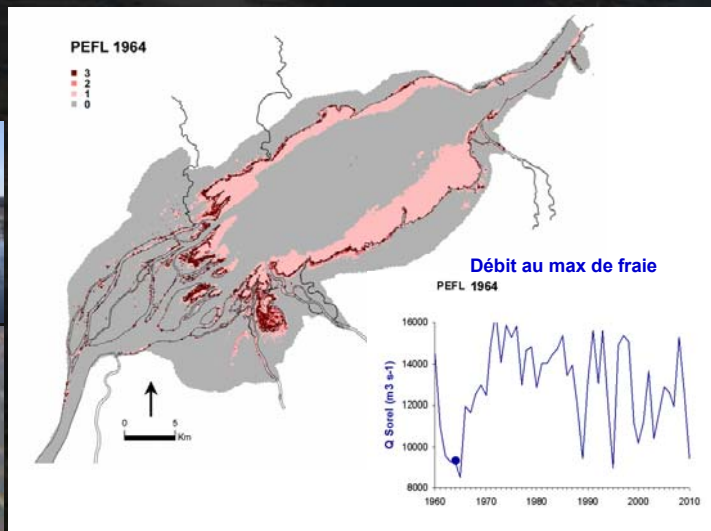 PEFL 1964
3
2
1
0
0 5
Km
Débit au max de fraie
PEFL 1964
Q Sorel (m3 s-1)
16000
14000
12000
10000
8000
1960 1970 1980 1990 2000 2010